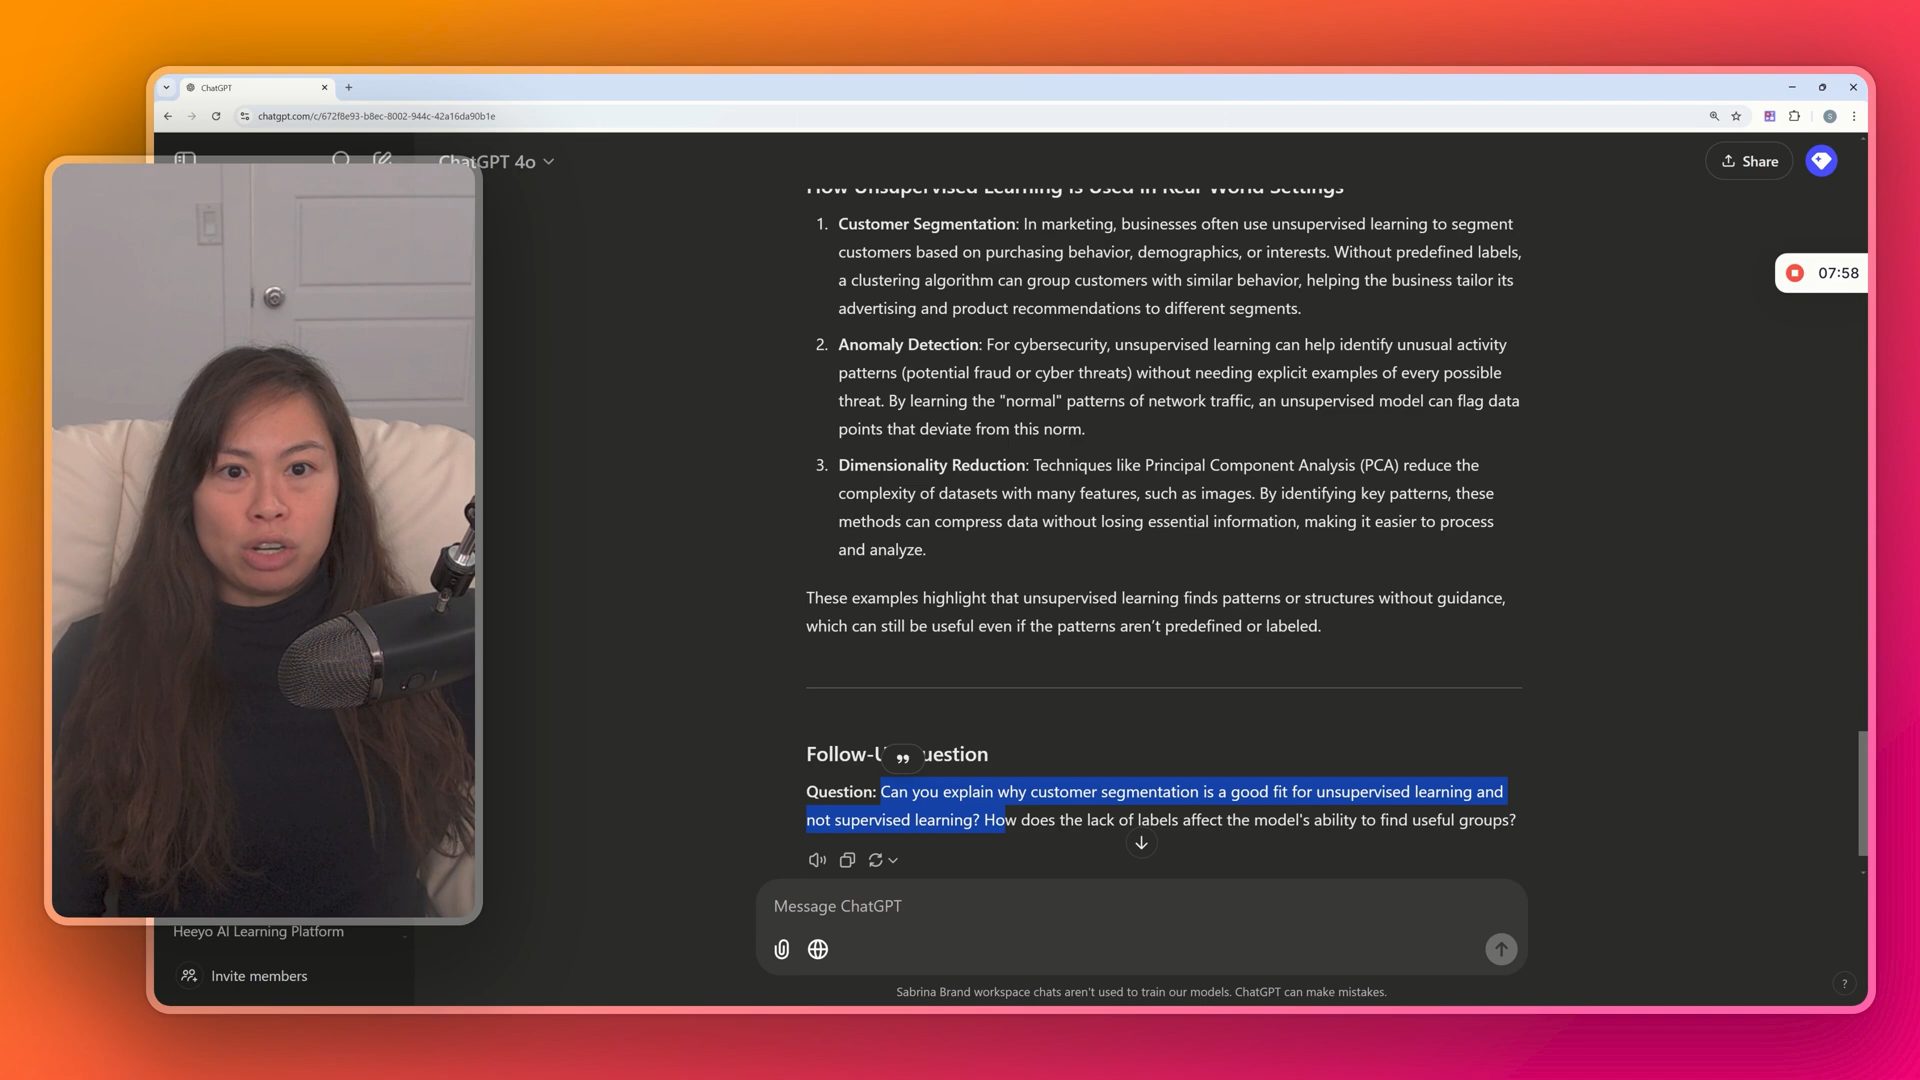 ChatGPT
chatgpt.com/c/672f8e93-b8ec-8002-944c-42a16da90b1e
S
ChatGPT 4o
Share
How Unsupervised Learning is Used in Real-World Settings
07:58
1. Customer Segmentation: In marketing, businesses often use unsupervised learning to segment
customers based on purchasing behavior, demographics, or interests. Without predefined labels,
a clustering algorithm can group customers with similar behavior, helping the business tailor its
advertising and product recommendations to different segments.
2. Anomaly Detection: For cybersecurity, unsupervised learning can help identify unusual activity
patterns (potential fraud or cyber threats) without needing explicit examples of every possible
threat. By learning the "normal" patterns of network traffic, an unsupervised model can flag data
points that deviate from this norm.
3. Dimensionality Reduction: Techniques like Principal Component Analysis (PCA) reduce the
complexity of datasets with many features, such as images. By identifying key patterns, these
methods can compress data without losing essential information, making it easier to process
and analyze.
These examples highlight that unsupervised learning finds patterns or structures without guidance,
which can still be useful even if the patterns aren’t predefined or labeled.
Follow-U uestion
Question: Can you explain why customer segmentation is a good fit for unsupervised learning and
not supervised learning? How does the lack of labels affect the model's ability to find useful groups?
Message ChatGPT
Heeyo AI Learning Platform
Invite members
Sabrina Brand workspace chats aren't used to train our models. ChatGPT can make mistakes.
?